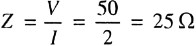 Z = V/I = 50/2 = 25 Ω